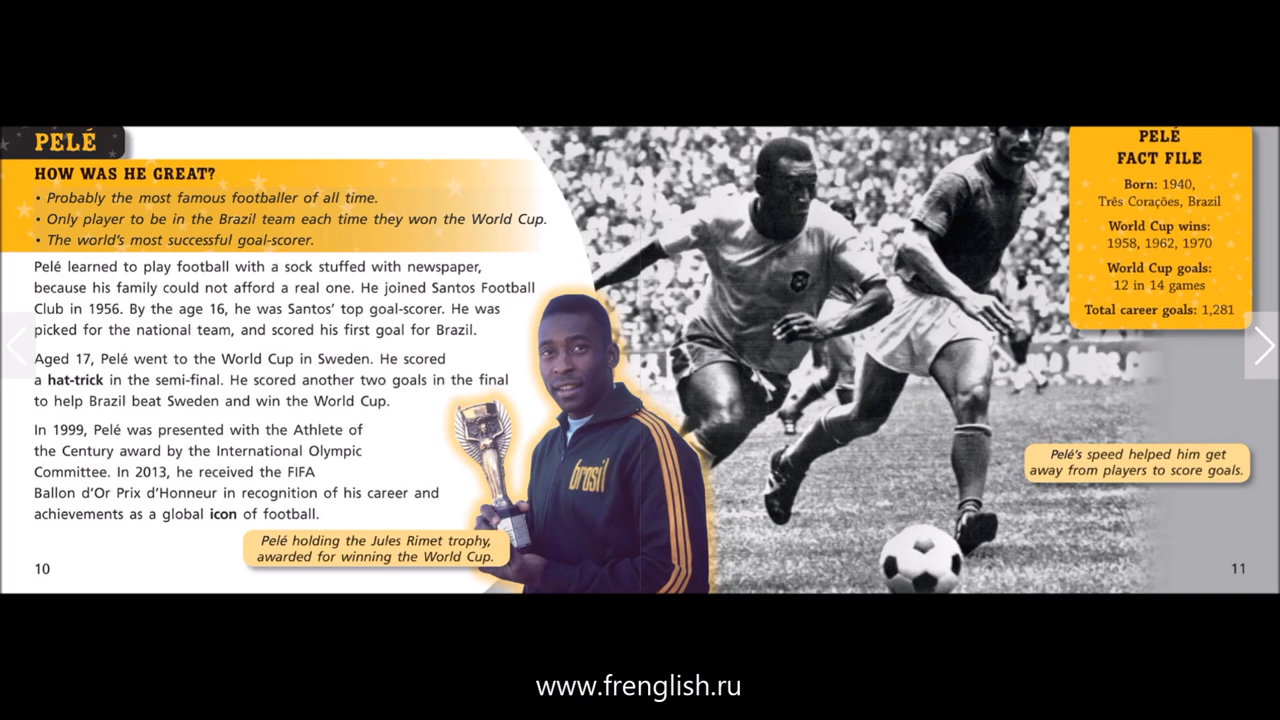 PELÉ
HOW WAS HE GREAT?
• Probably the most famous footballer of all time.
• Only player to be in the Brazil team each time they won the World Cup.
• The world's most successful goal-scorer.
Pelé learned to play football with a sock stuffed with newspaper,
because his family could not afford a real one. He joined Santos Football
Club in 1956. By the age 16, he was Santos' top goal-scorer. He was
picked for the national team, and scored his first goal for Brazil.
Aged 17, Pelé went to the World Cup in Sweden. He scored
a hat-trick in the semi-final. He scored another two goals in the final
to help Brazil beat Sweden and win the World Cup.
In 1999, Pelé was presented with the Athlete of
the Century award by the International Olympic
Committee. In 2013, he received the FIFA
Ballon d'Or Prix d'Honneur in recognition of his career and
achievements as a global icon of football.
brasil
Pelé holding the Jules Rimet trophy,
awarded for winning the World Cup.
10
PELÉ
FACT FILE
Born: 1940,
Três Corações, Brazil
World Cup wins:
1958, 1962, 1970
World Cup goals:
12 in 14 games
Total career goals: 1,281
Pelé's speed helped him get
away from players to score goals.
11
www.frenglish.ru